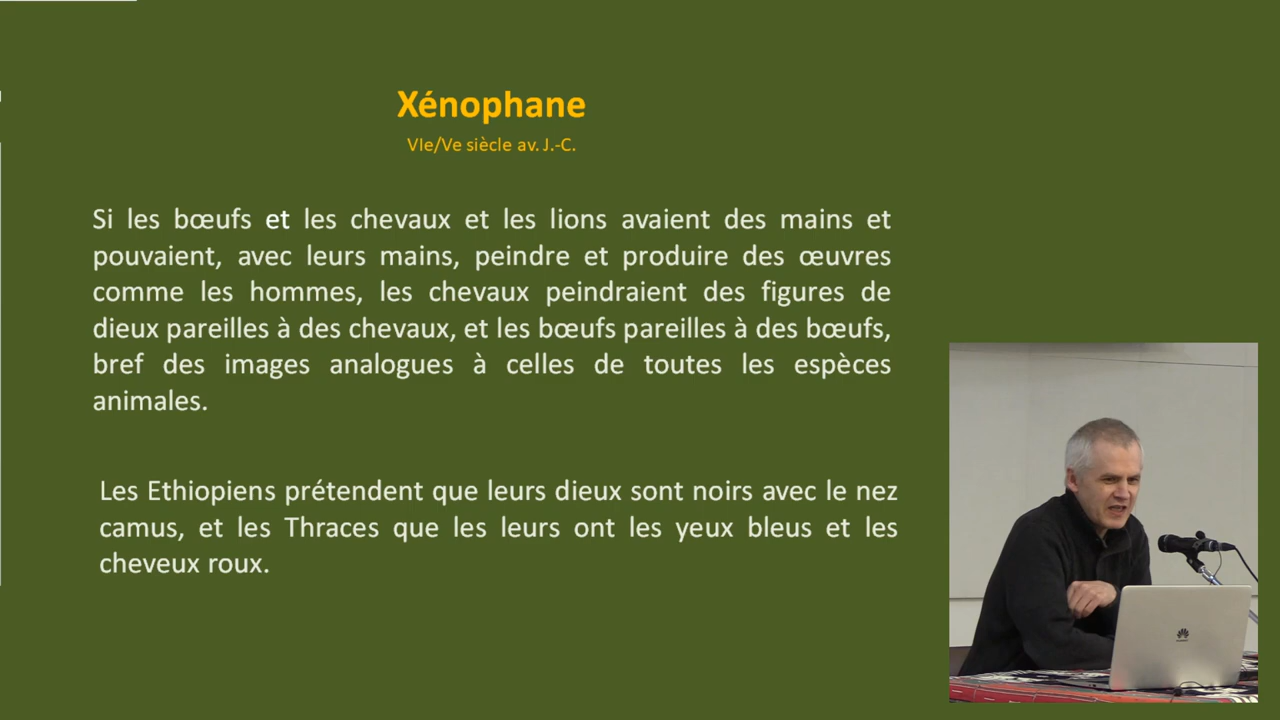 Xénophane
VIe/Ve siècle av. J.-C.
Si les bœufs et les chevaux et les lions avaient des mains et
pouvaient, avec leurs mains, peindre et produire des œuvres
comme les hommes, les chevaux peindraient des figures de
dieux pareilles à des chevaux, et les bœufs pareilles à des bœufs,
bref des images analogues à celles de toutes les espèces
animales.
Les Ethiopiens prétendent que leurs dieux sont noirs avec le nez
camus, et les Thraces que les leurs ont les yeux bleus et les
cheveux roux.